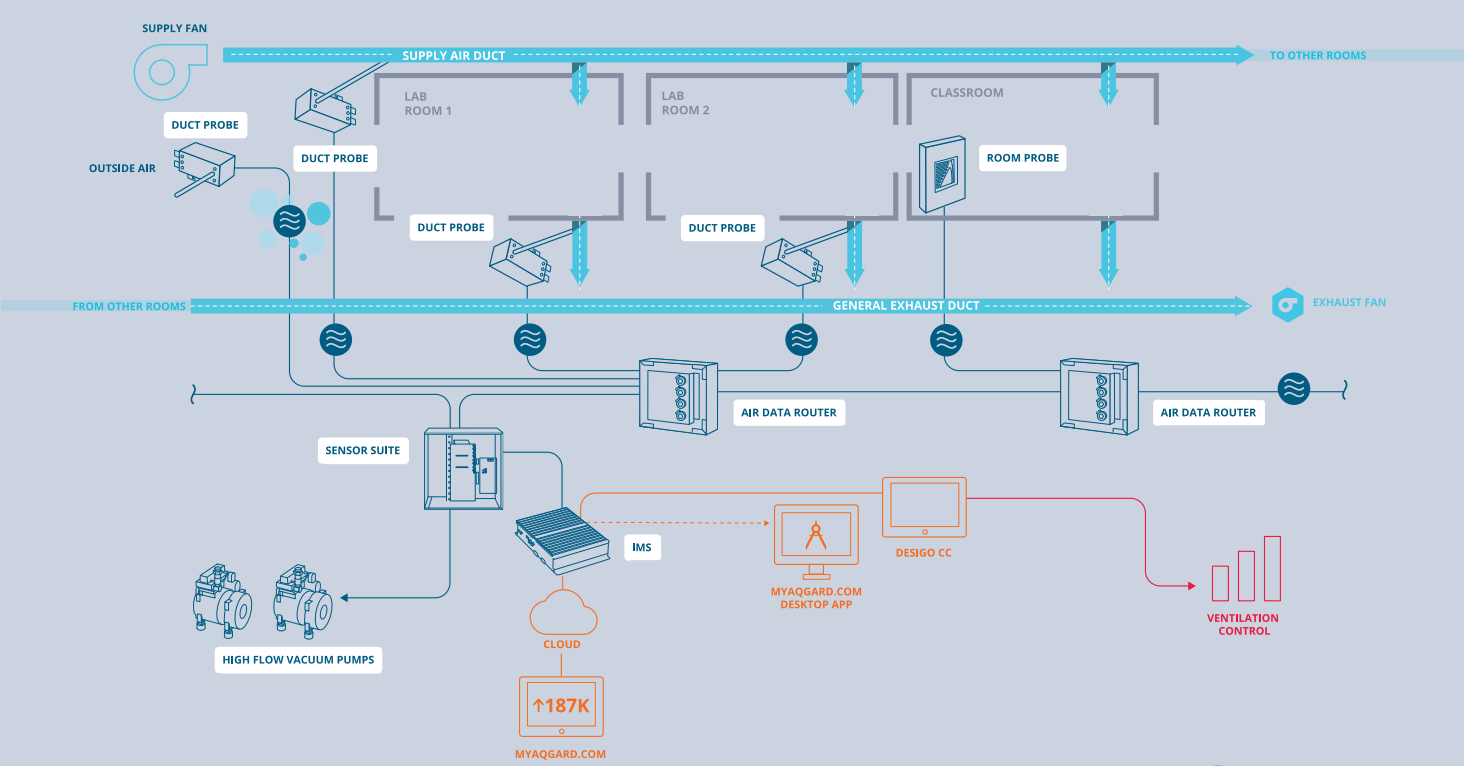 SUPPLY FAN
SUPPLY AIR DUCT
TO OTHER ROOMS
LAB
ROOM 1
LAB
ROOM 2
CLASSROOM
DUCT PROBE
DUCT PROBE
ROOM PROBE
OUTSIDE AIR
DUCT PROBE
DUCT PROBE
FROM OTHER ROOMS
GENERAL EXHAUST DUCT
EXHAUST FAN
AIR DATA ROUTER
AIR DATA ROUTER
SENSOR SUITE
IMS
DESIGO CC
MYAQGARD.COM
DESKTOP APP
VENTILATION
CONTROL
CLOUD
HIGH FLOW VACUUM PUMPS
↑187K
MYAQGARD.COM